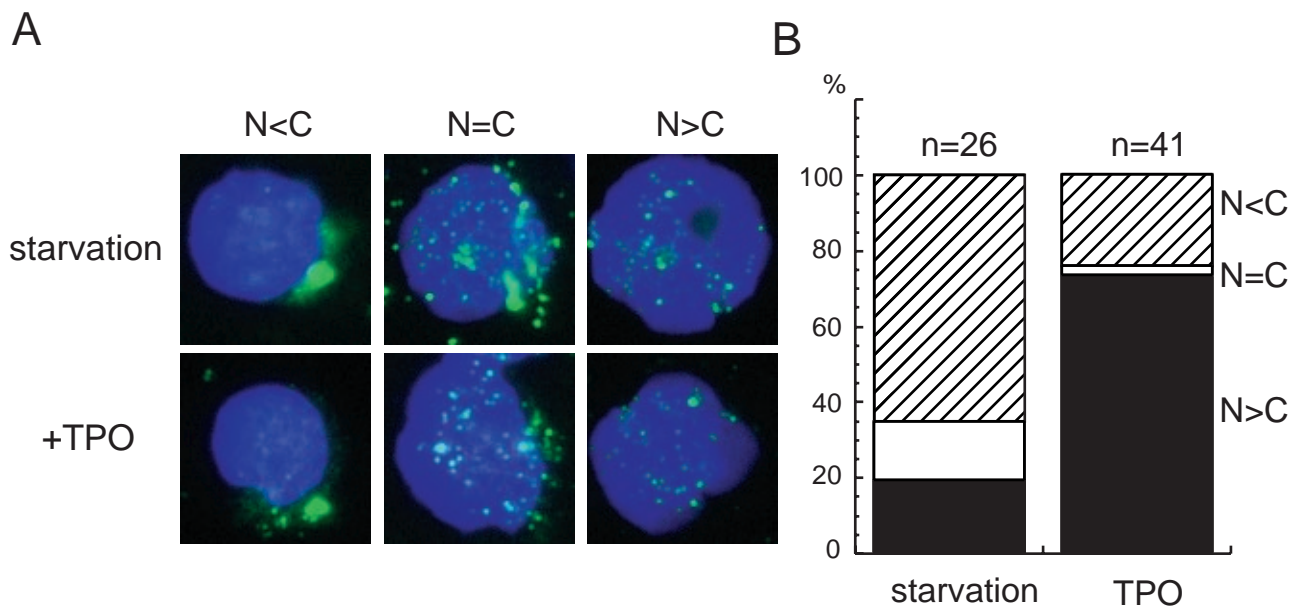 A
N<C N=C N>C
starvation
+TPO
B
%
n=26 n=41
100
80
60
40
20
0
N<C
N=C
N>C
starvation TPO